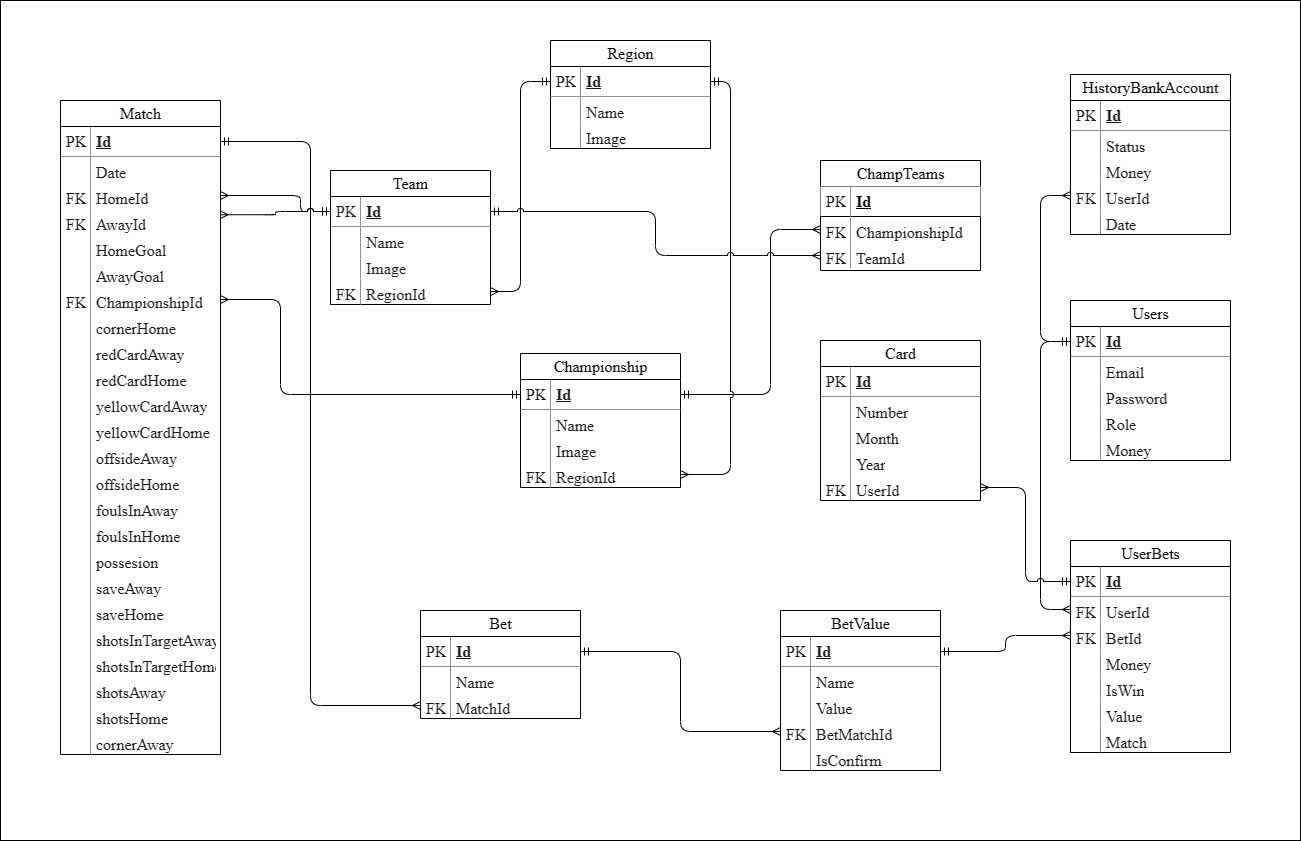 Region
PK Id
Name
Image
Match
PK Id
Date
FK HomeId
FK AwayId
HomeGoal
AwayGoal
FK ChampionshipId
cornerHome
redCardAway
redCardHome
yellowCardAway
yellowCardHome
offsideAway
offsideHome
foulsInAway
foulsInHome
possesion
saveAway
saveHome
shotsInTargetAway
shotsInTargetHom
shotsAway
shotsHome
cornerAway
Team
PK Id
Name
Image
FK RegionId
ChampTeams
PK Id
FK ChampionshipId
FK TeamId
HistoryBankAccount
PK Id
Status
Money
FK UserId
Date
Championship
PK Id
Name
Image
FK RegionId
Card
PK Id
Number
Month
Year
FK UserId
Users
PK Id
Email
Password
Role
Money
Bet
PK Id
Name
FK MatchId
BetValue
PK Id
Name
Value
FK BetMatchId
IsConfirm
UserBets
PK Id
FK UserId
FK BetId
Money
IsWin
Value
Match